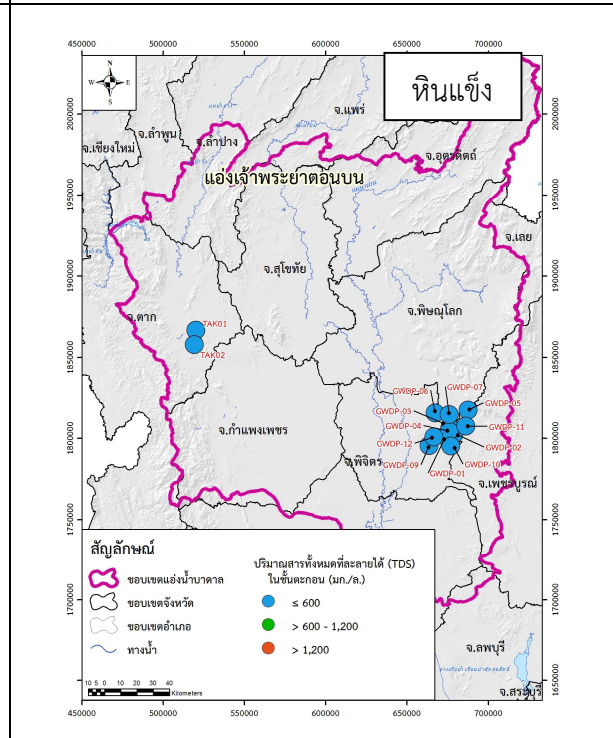 450000 500000 550000 600000 650000 700000
N
W E
S
หินแข็ง
2000000
1950000
1900000
1850000
1800000
1750000
1700000
1650000
2000000
1950000
1900000
1850000
1800000
1750000
1700000
1650000
จ.แพร่
จ.ลำพูน
จ.ลำปาง
จ.เชียงใหม่
จ.อุตรดิตถ์
แอ่งเจ้าพระยาตอนบน
จ.เลย
จ.สุโขทัย
จ.ตาก
จ.พิษณุโลก
TAK01
TAK02
GWDP-07
GWDP-06
GWDP-05
GWDP-03
GWDP-04
GWDP-11
GWDP-12
GWDP-02
GWDP-09
GWDP-10
GWDP-01
จ.กำแพงเพชร
จ.พิจิตร
จ.เพชรบูรณ์
สัญลักษณ์
ขอบเขตแอ่งน้ำบาดาล
ขอบเขตจังหวัด
ขอบเขตอำเภอ
ทางน้ำ
ปริมาณสารทั้งหมดที่ละลายได้ (TDS)
ในชั้นตะกอน (มก./ล.)
≤ 600
> 600 - 1,200
> 1,200
10 5 0 10 20 30 40
Kilometers
จ.ลพบุรี
จ.สระบุรี
450000 500000 550000 600000 650000 700000